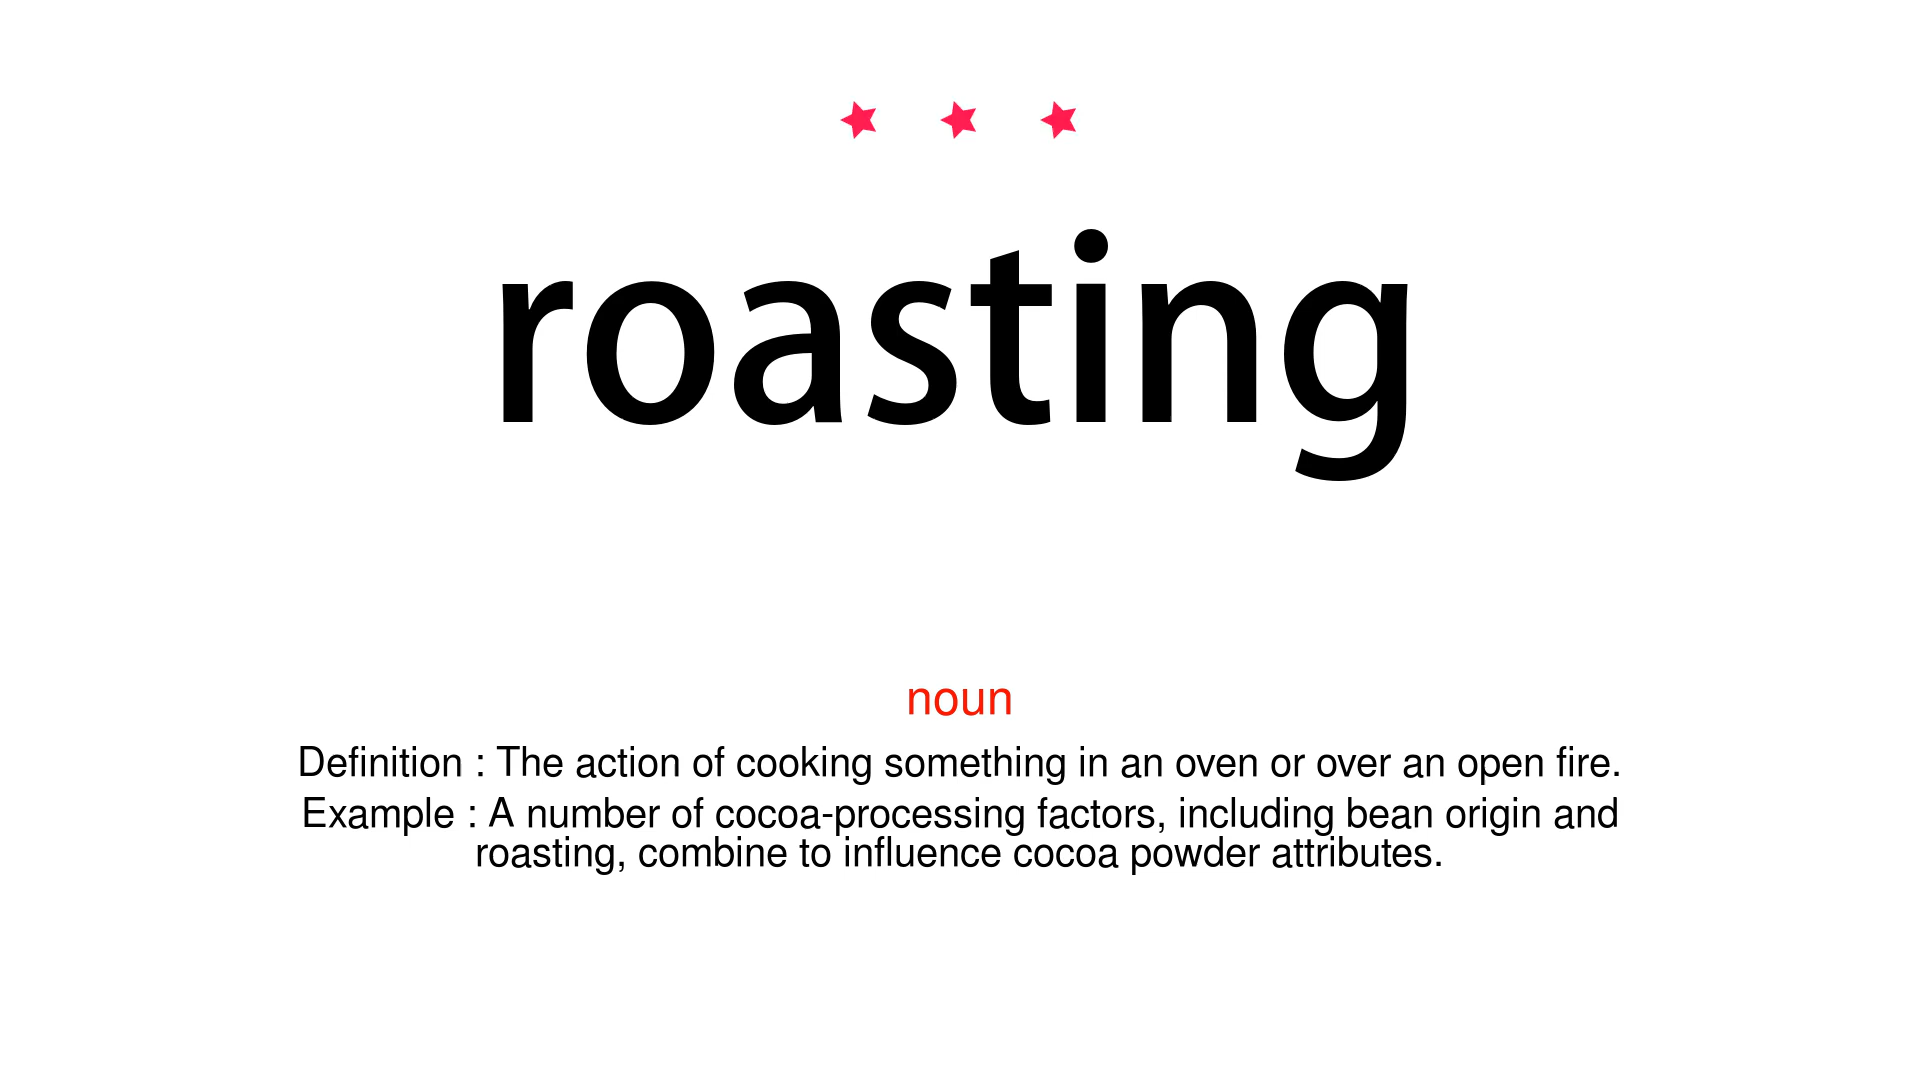 roasting
noun
Definition : The action of cooking something in an oven or over an open fire.
Example : A number of cocoa-processing factors, including bean origin and
roasting, combine to influence cocoa powder attributes.